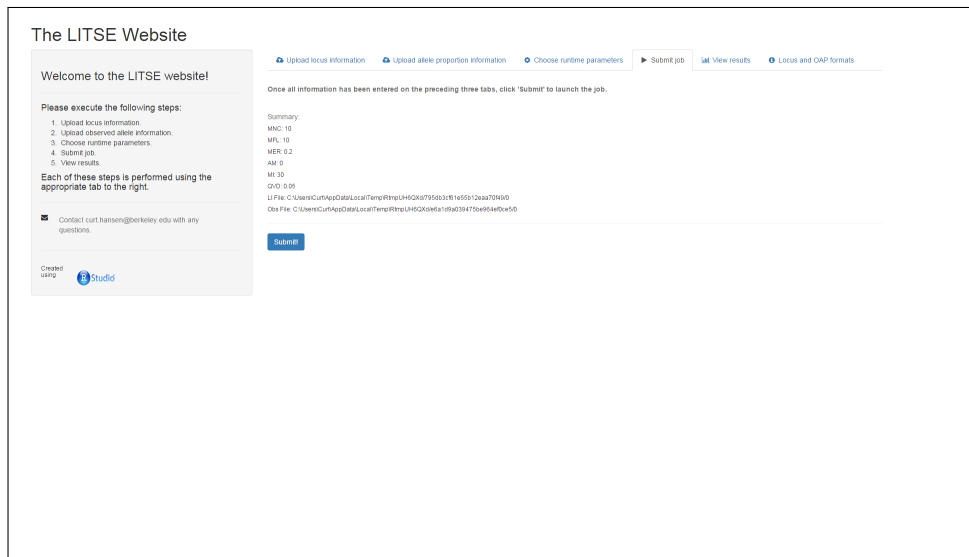 The LITSE Website
Welcome to the LITSE website!
Please execute the following steps:
1. Upload locus information.
2. Upload observed allele information.
3. Choose runtime parameters.
4. Submit job.
5. View results.
Each of these steps is performed using the
appropriate tab to the right.
Contact curt.hansen@berkeley.edu with any
questions.
Created
using
R Studio
Upload locus information
Upload allele proportion information
Choose runtime parameters
Submit job
View results
Locus and OAP formats
Once all information has been entered on the preceding three tabs, click 'Submit' to launch the job.
Summary:
MNC: 10
MFL: 10
MER: 0.2
AM: 0
MI: 30
QVD: 0.05
LI File: C:\Users\Curt\AppData\Local\Temp\RtmpUH6QXd/795db3cf61e55b12eaa70f49/0
Obs File: C:\Users\Curt\AppData\Local\Temp\RtmpUH6QXd/e6a1d9a039475be964ef0ce5/0
Submit!